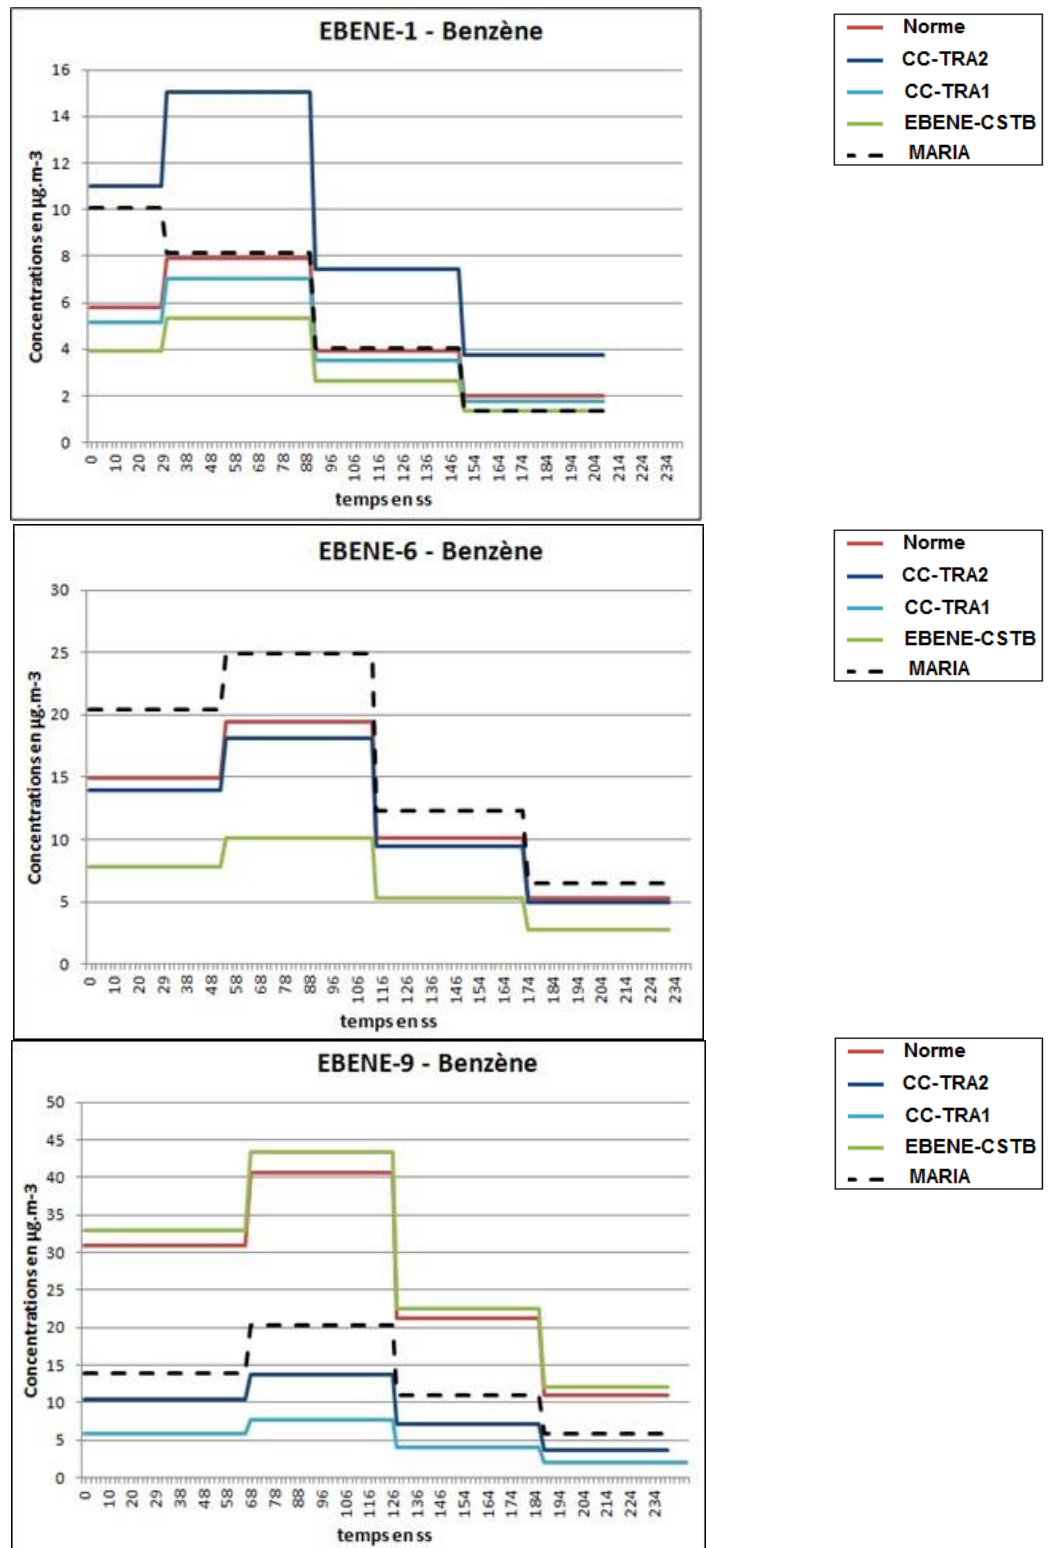 EBENE-1 - Benzène
Norme
CC-TRA2
CC-TRA1
EBENE-CSTB
MARIA
Concentrations en µg.m-3
16
14
12
10
8
6
4
2
0
0 10 20 29 39 48 58 68 78 88 96 106 116 126 136 146 154 164 174 184 194 204 214 224 234
temps en ss
EBENE-6 - Benzène
Norme
CC-TRA2
CC-TRA1
EBENE-CSTB
MARIA
Concentrations en µg.m-3
30
25
20
15
10
5
0
0 10 20 29 39 48 58 68 78 88 96 106 116 126 136 146 154 164 174 184 194 204 214 224 234
temps en ss
EBENE-9 - Benzène
Norme
CC-TRA2
CC-TRA1
EBENE-CSTB
MARIA
Concentrations en µg.m-3
50
45
40
35
30
25
20
15
10
5
0
0 10 20 29 39 48 58 68 78 88 96 106 116 126 136 146 154 164 174 184 194 204 214 224 234
temps en ss